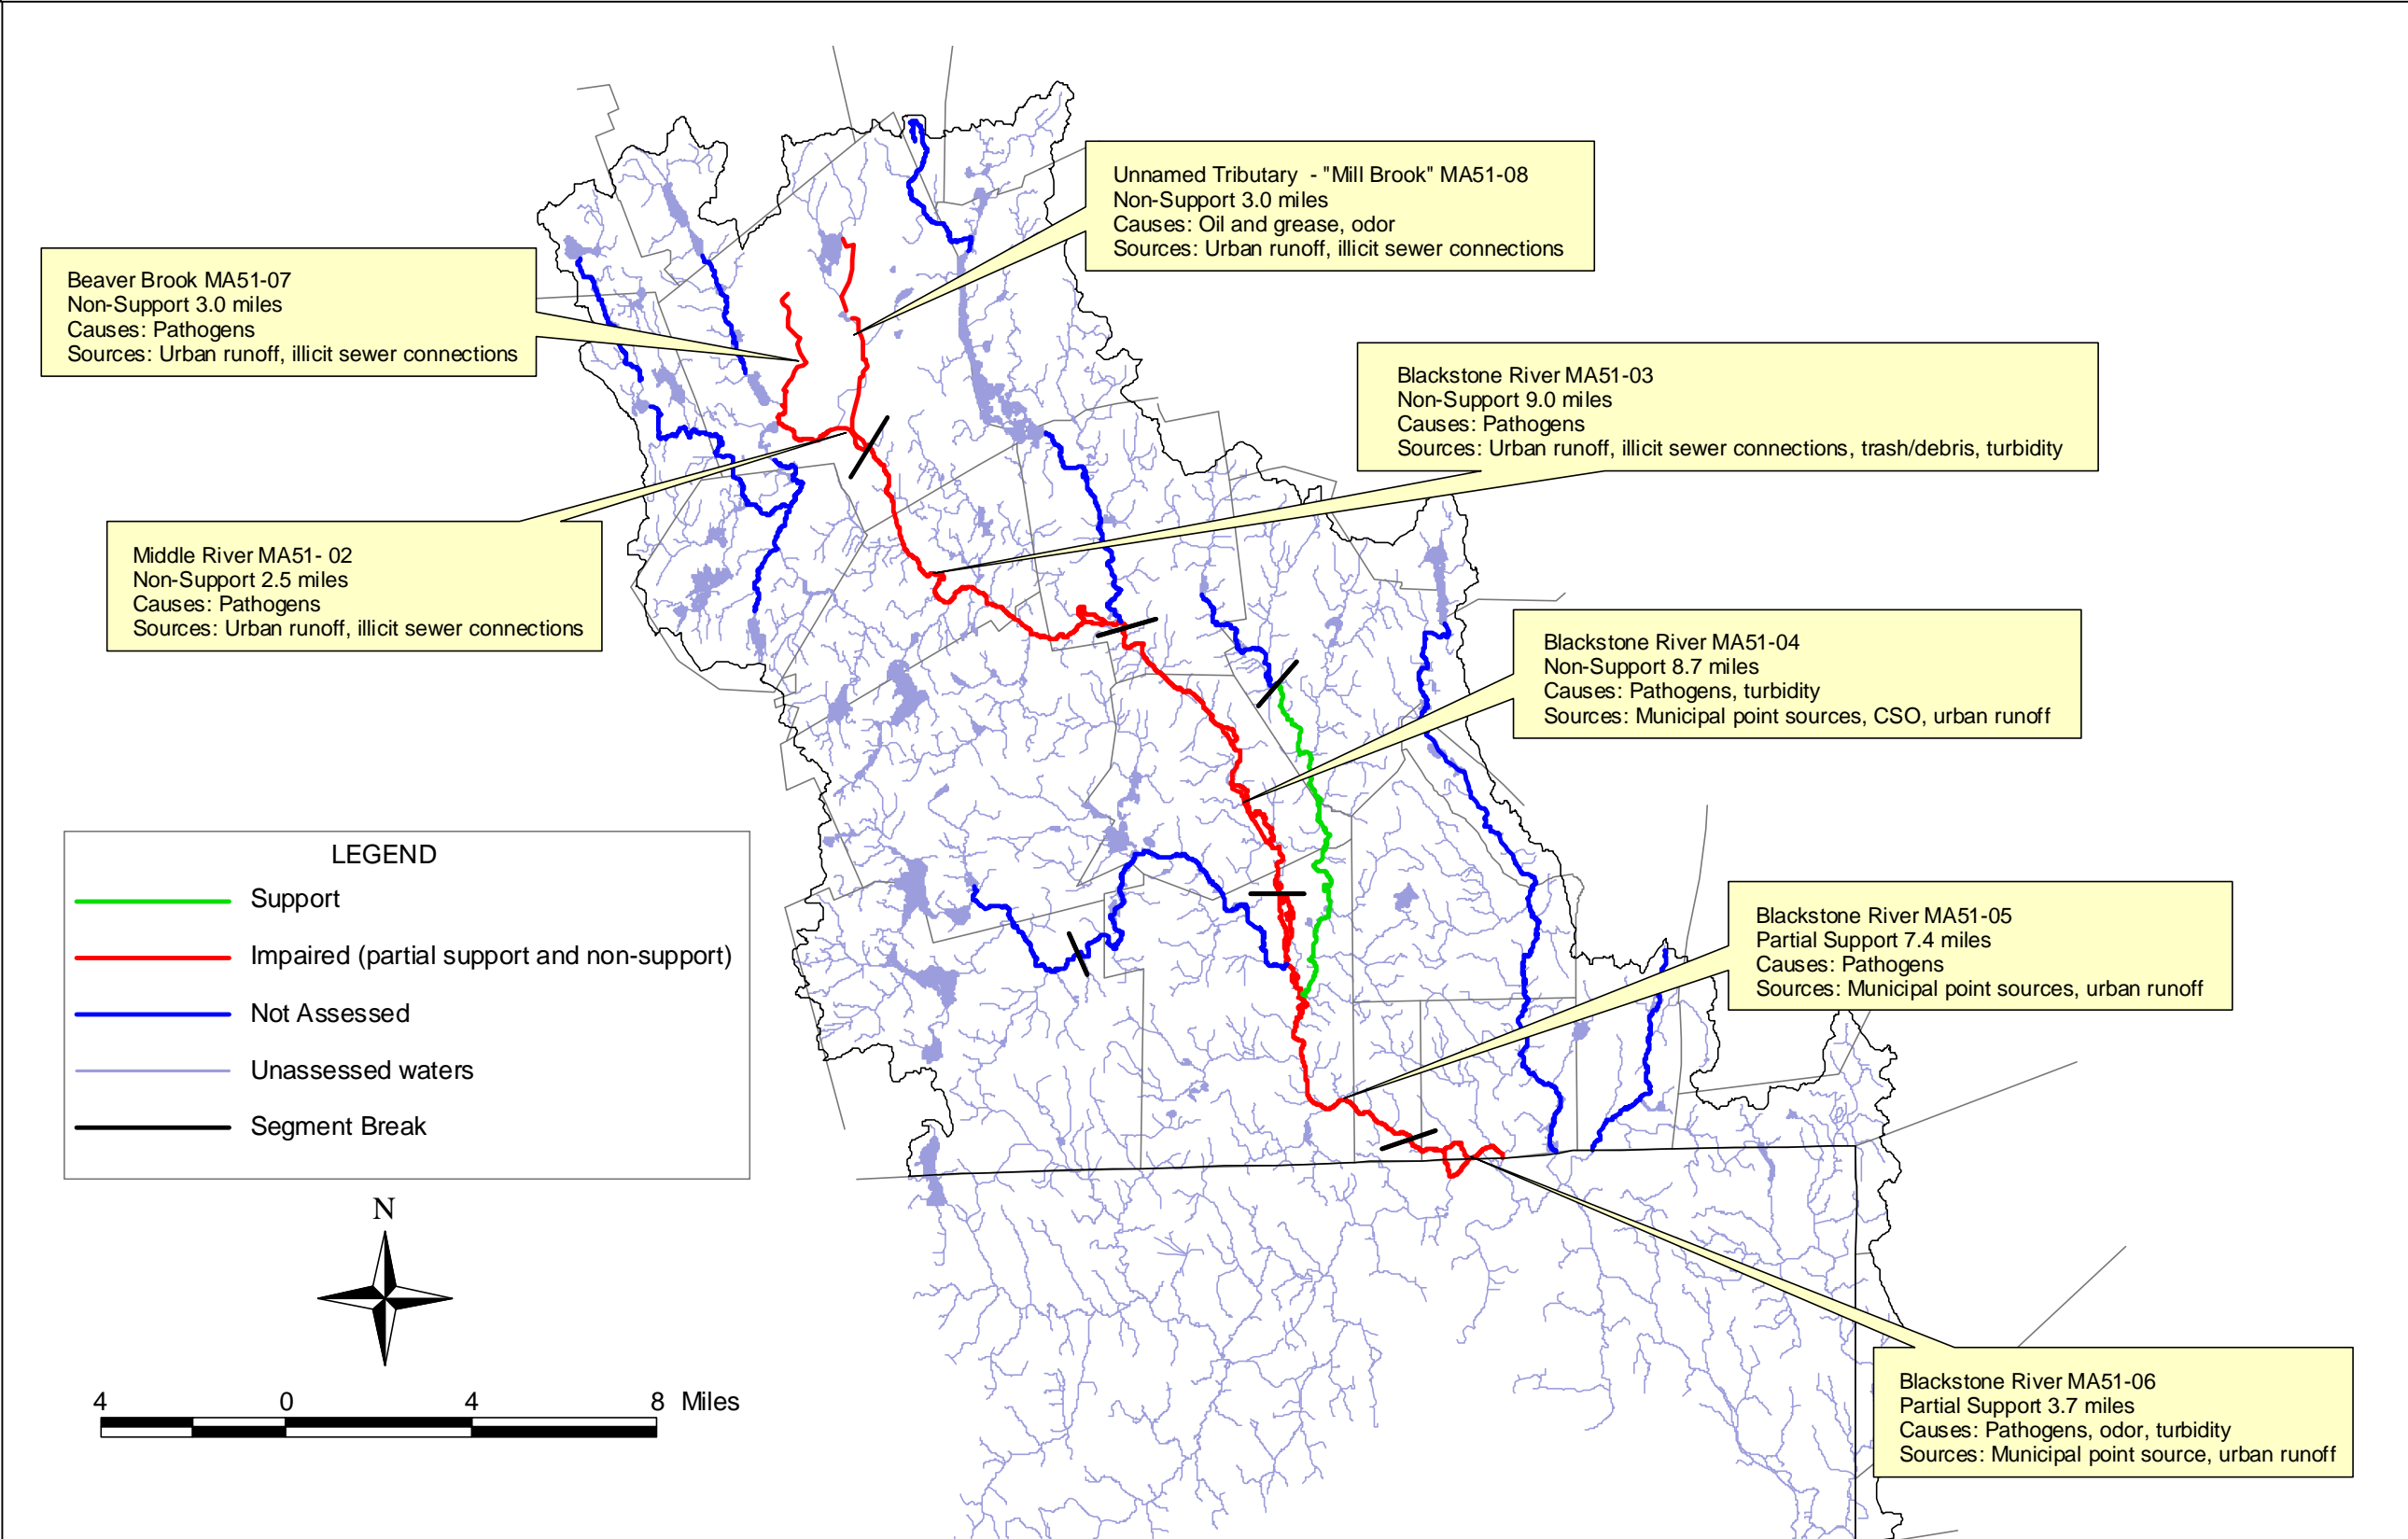 Unnamed Tributary - "Mill Brook" MA51-08
Non-Support 3.0 miles
Causes: Oil and grease, odor
Sources: Urban runoff, illicit sewer connections
Beaver Brook MA51-07
Non-Support 3.0 miles
Causes: Pathogens
Sources: Urban runoff, illicit sewer connections
Blackstone River MA51-03
Non-Support 9.0 miles
Causes: Pathogens
Sources: Urban runoff, illicit sewer connections, trash/debris, turbidity
Middle River MA51- 02
Non-Support 2.5 miles
Causes: Pathogens
Sources: Urban runoff, illicit sewer connections
Blackstone River MA51-04
Non-Support 8.7 miles
Causes: Pathogens, turbidity
Sources: Municipal point sources, CSO, urban runoff
LEGEND
Support
Impaired (partial support and non-support)
Not Assessed
Unassessed waters
Segment Break
Blackstone River MA51-05
Partial Support 7.4 miles
Causes: Pathogens
Sources: Municipal point sources, urban runoff
N
4 0 4 8 Miles
Blackstone River MA51-06
Partial Support 3.7 miles
Causes: Pathogens, odor, turbidity
Sources: Municipal point source, urban runoff